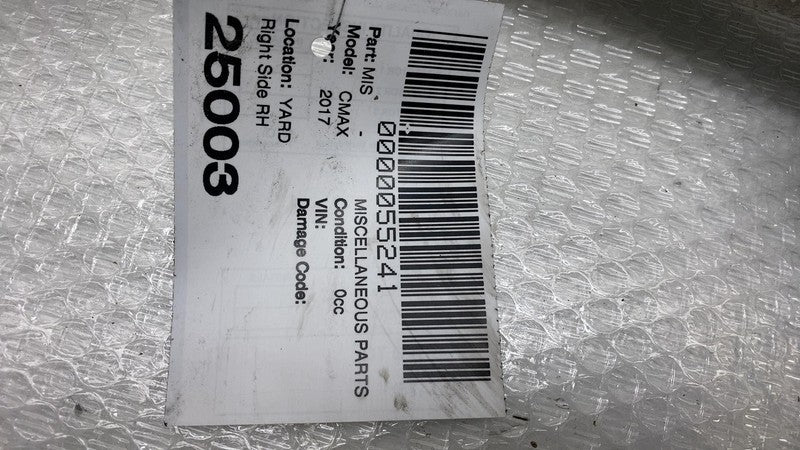 0000055241
Part: MIS - MISCELLANEOUS PARTS
Model: CMAX Condition: 0cc
Year: 2017 VIN:
Damage Code:
Location: YARD
Right Side RH
25003